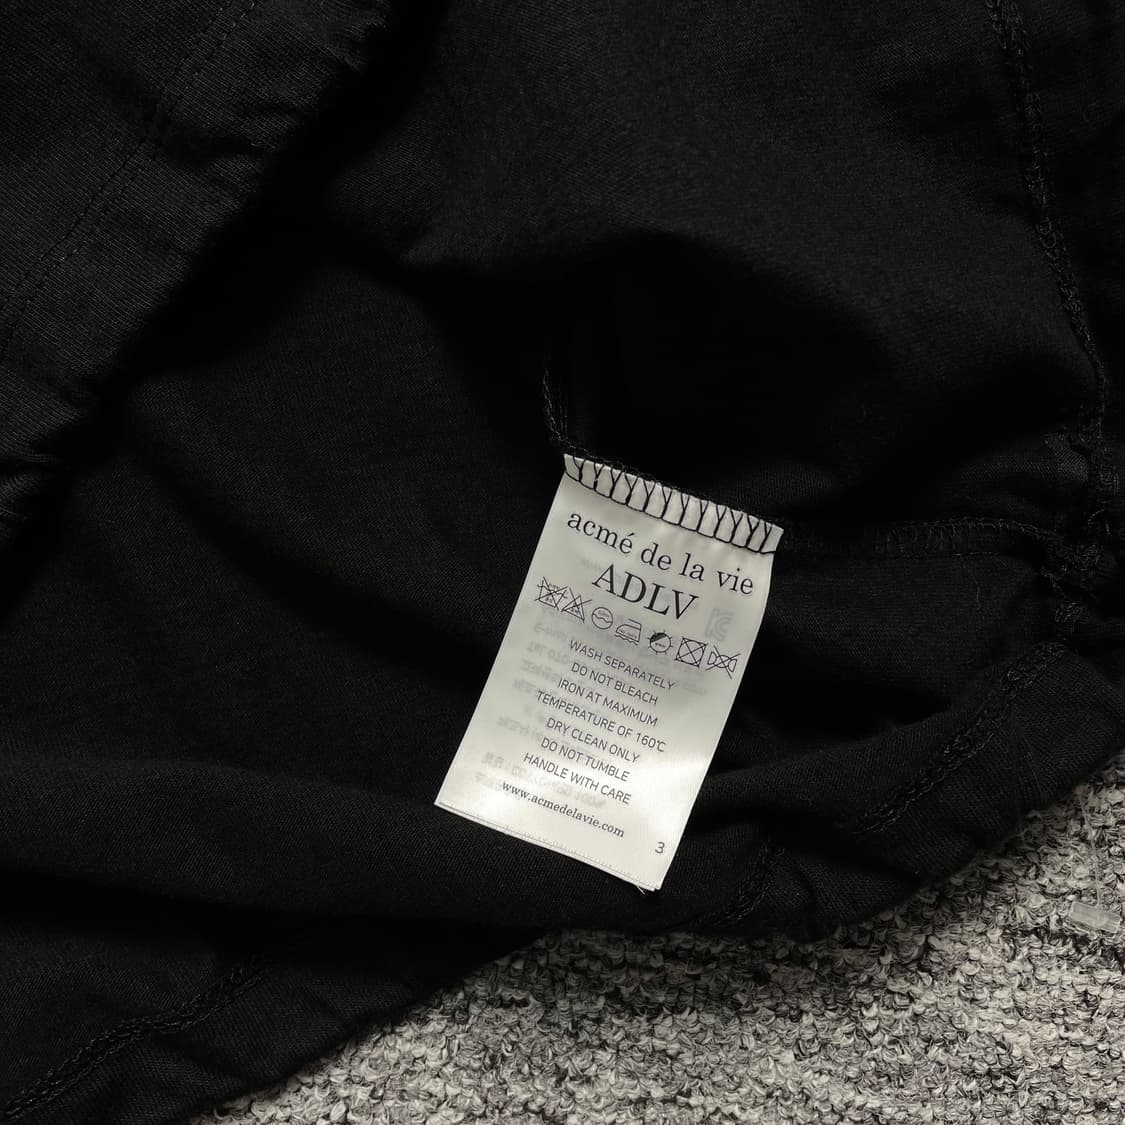 acmé de la vie
ADLV
WASH SEPARATELY
DO NOT BLEACH
IRON AT MAXIMUM
TEMPERATURE OF 160℃
DRY CLEAN ONLY
DO NOT TUMBLE
HANDLE WITH CARE
www.acmedelavie.com
3